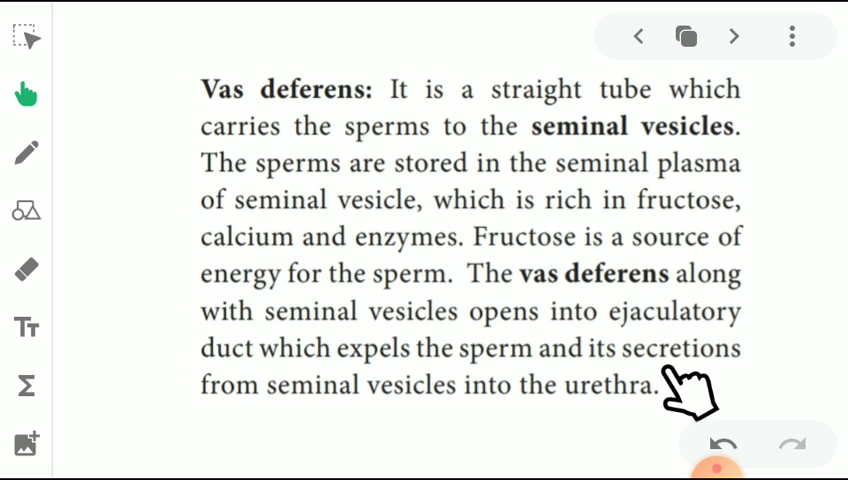 Vas deferens: It is a straight tube which
carries the sperms to the seminal vesicles.
The sperms are stored in the seminal plasma
of seminal vesicle, which is rich in fructose,
calcium and enzymes. Fructose is a source of
energy for the sperm. The vas deferens along
with seminal vesicles opens into ejaculatory
duct which expels the sperm and its secretions
from seminal vesicles into the urethra.